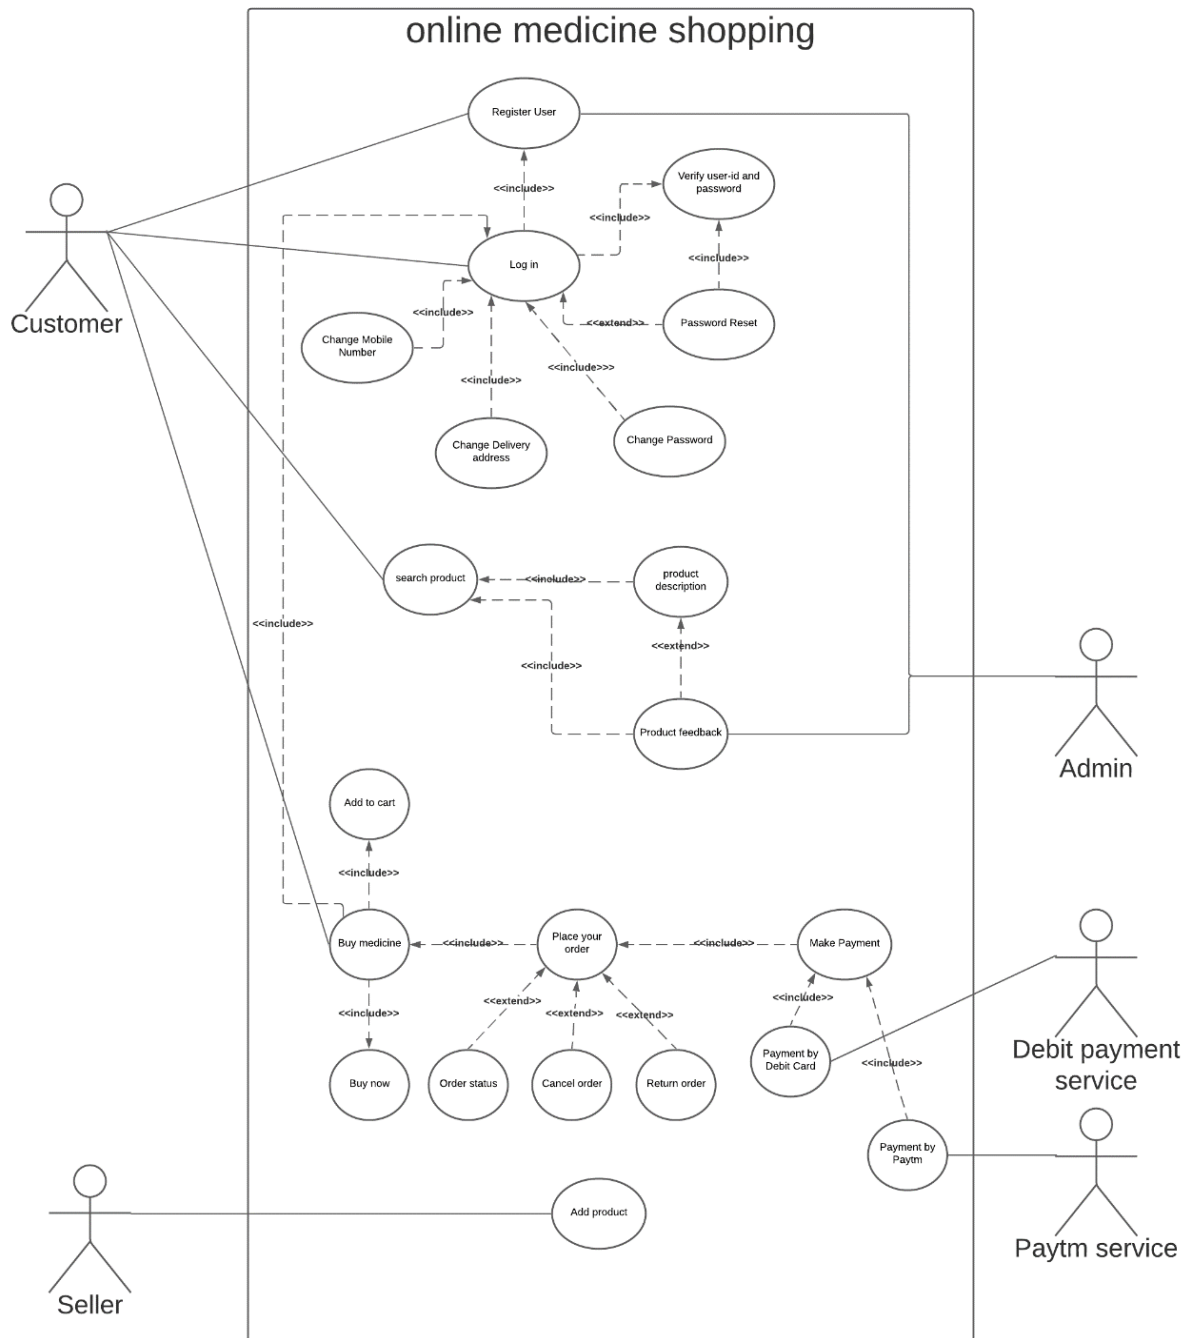 online medicine shopping
Register User
Verify user-id and
password
<<include>>
<<include>>
<<include>>
Log in
Customer
<<include>>
<<extend>>
Password Reset
Change Mobile
Number
<<include>>>
<<include>>
Change Delivery
address
Change Password
search product
<<include>>
product
description
<<include>>
<<extend>>
<<include>>
Product feedback
Admin
Add to cart
<<include>>
Buy medicine
<<include>>
Place your
order
<<include>>
Make Payment
<<include>>
<<extend>>
<<extend>>
<<extend>>
<<include>>
Debit payment
service
Payment by
Debit Card
<<include>>
Buy now
Order status
Cancel order
Return order
Payment by
Paytm
Add product
Paytm service
Seller